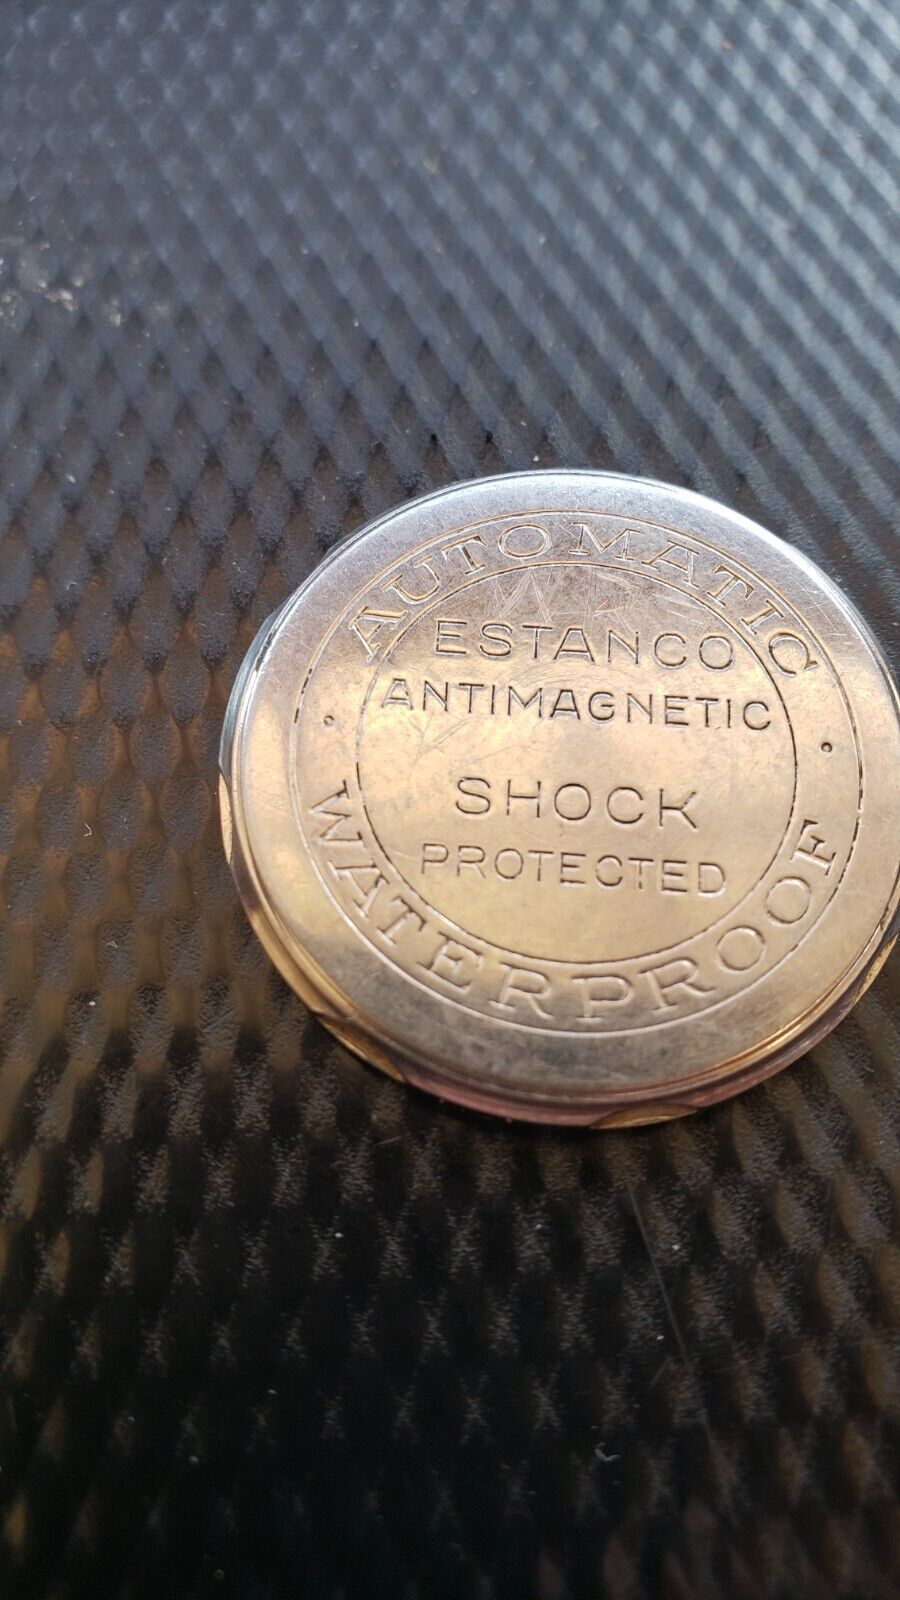 AUTOMATIC
ESTANCO
ANTIMAGNETIC
SHOCK
PROTECTED
WATERPROOF